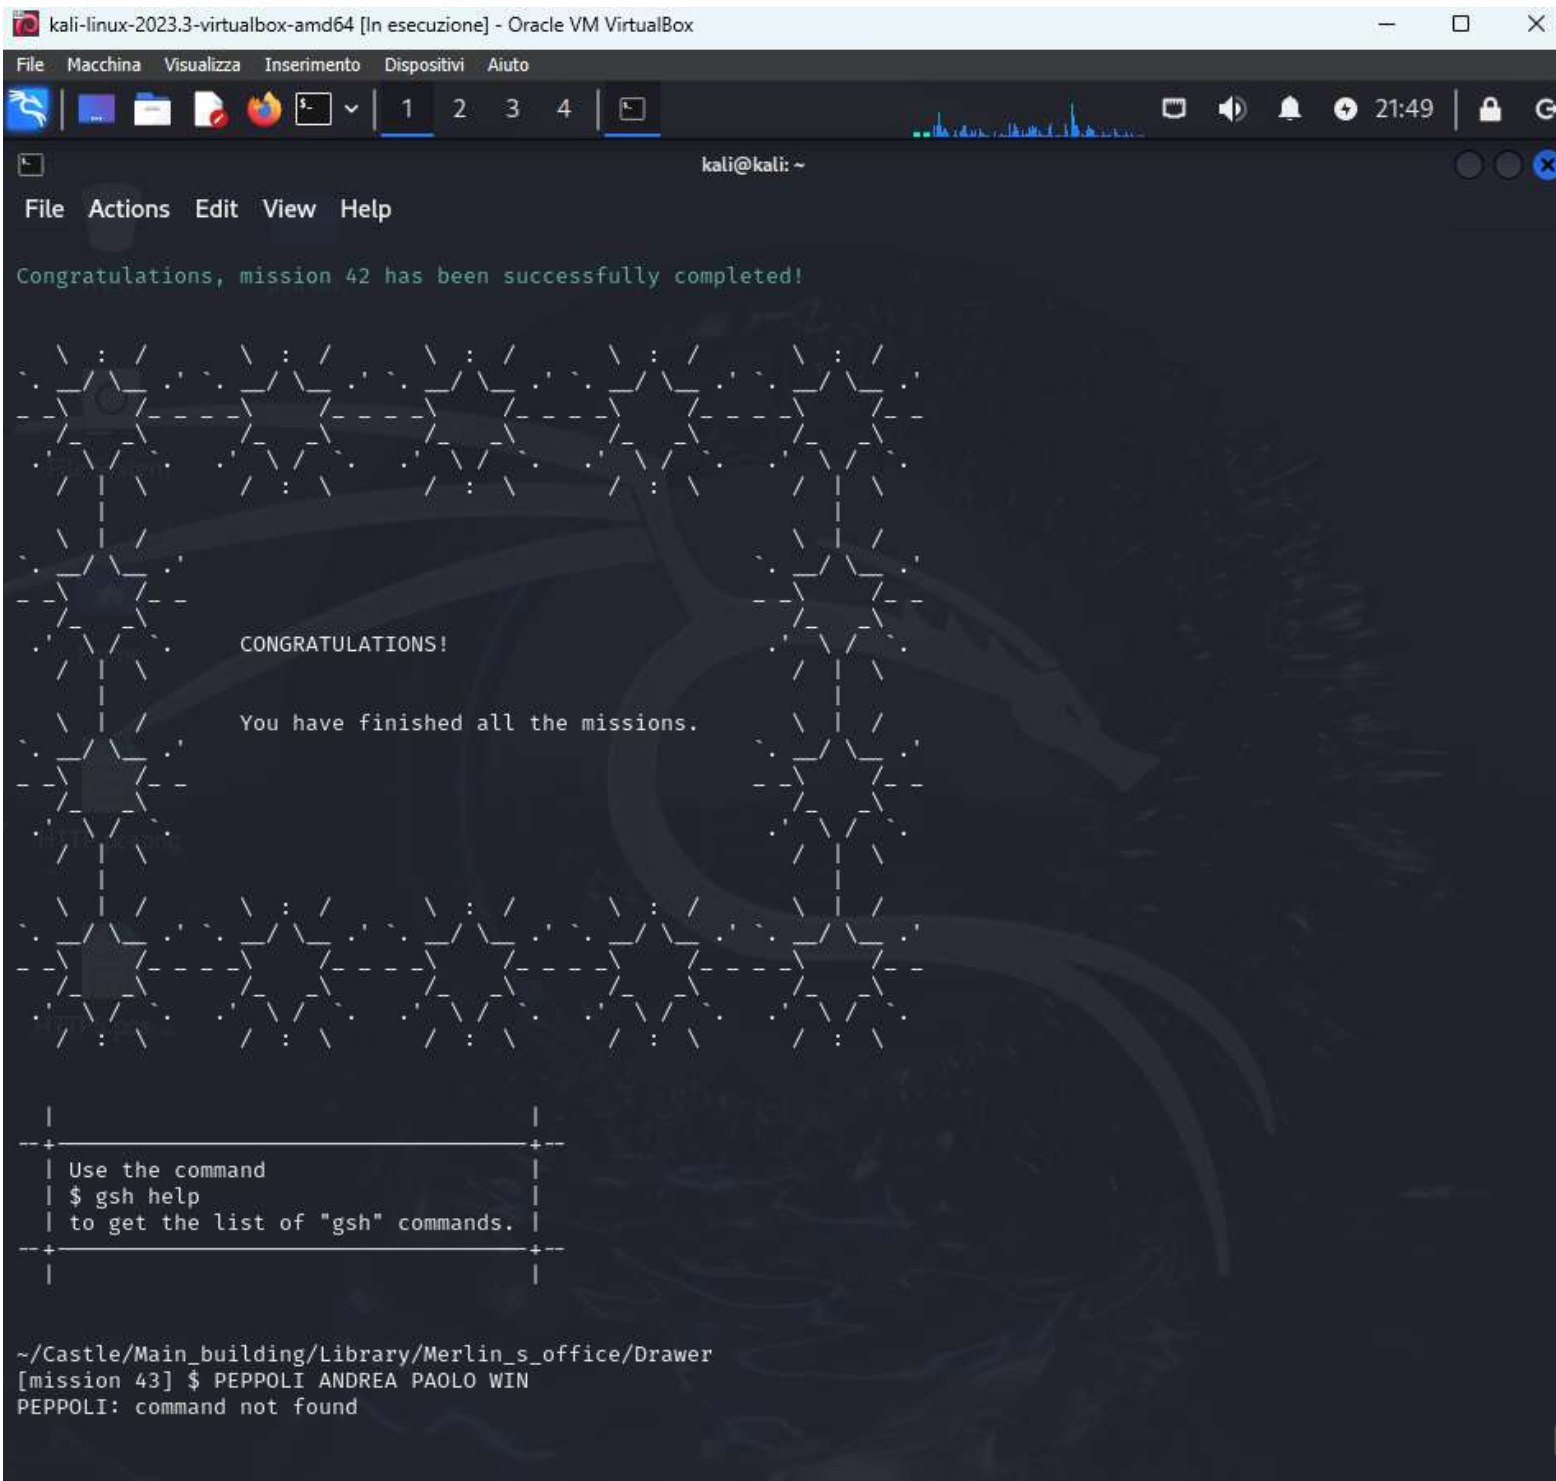 kali-linux-2023.3-virtualbox-amd64 [In esecuzione] - Oracle VM VirtualBox
File Macchina Visualizza Inserimento Dispositivi Aiuto
1 2 3 4 21:49
kali@kali: ~
File Actions Edit View Help
Congratulations, mission 42 has been successfully completed!
CONGRATULATIONS!
You have finished all the missions.
Use the command
$ gsh help
to get the list of "gsh" commands.
~/Castle/Main_building/Library/Merlin_s_office/Drawer
[mission 43] $ PEPPOLI ANDREA PAOLO WIN
PEPPOLI: command not found